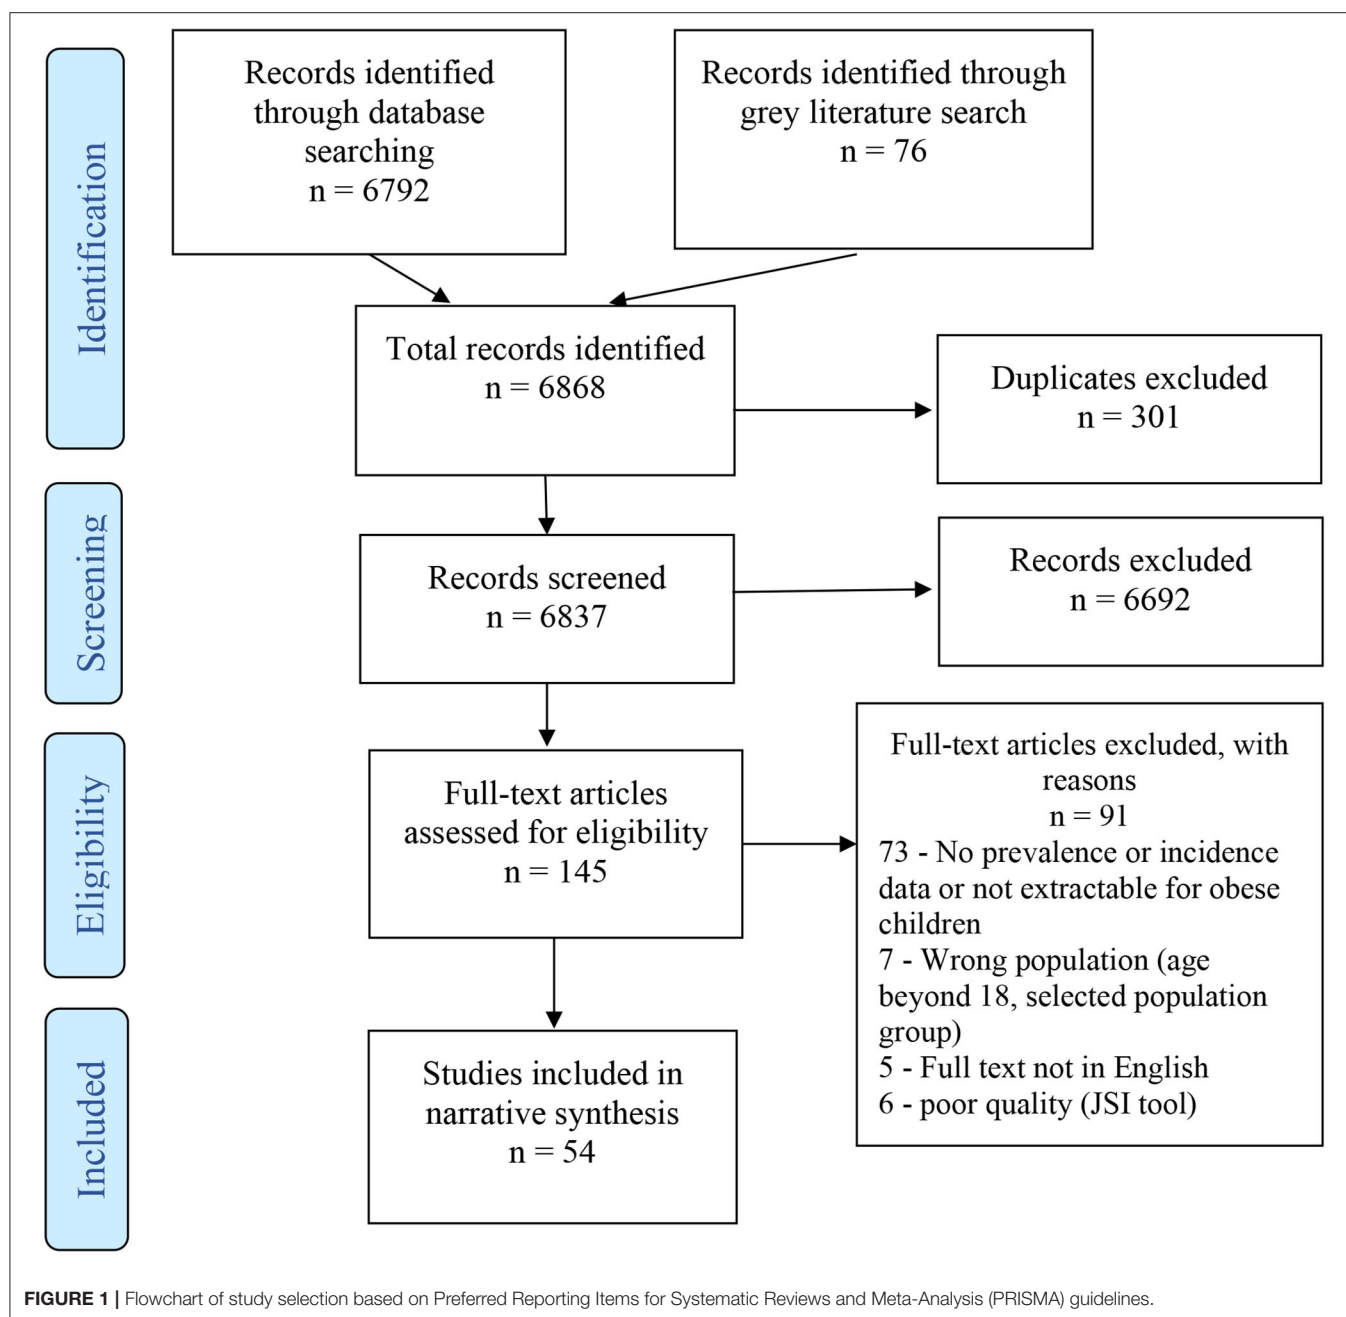 Identification
Records identified
through database
searching
n = 6792
Records identified through
grey literature search
n = 76
Total records identified
n = 6868
Duplicates excluded
n = 301
Screening
Records screened
n = 6837
Records excluded
n = 6692
Eligibility
Full-text articles
assessed for eligibility
n = 145
Full-text articles excluded, with
reasons
n = 91
73 - No prevalence or incidence
data or not extractable for obese
children
7 - Wrong population (age
beyond 18, selected population
group)
5 - Full text not in English
6 - poor quality (JSI tool)
Included
Studies included in
narrative synthesis
n = 54
FIGURE 1 | Flowchart of study selection based on Preferred Reporting Items for Systematic Reviews and Meta-Analysis (PRISMA) guidelines.